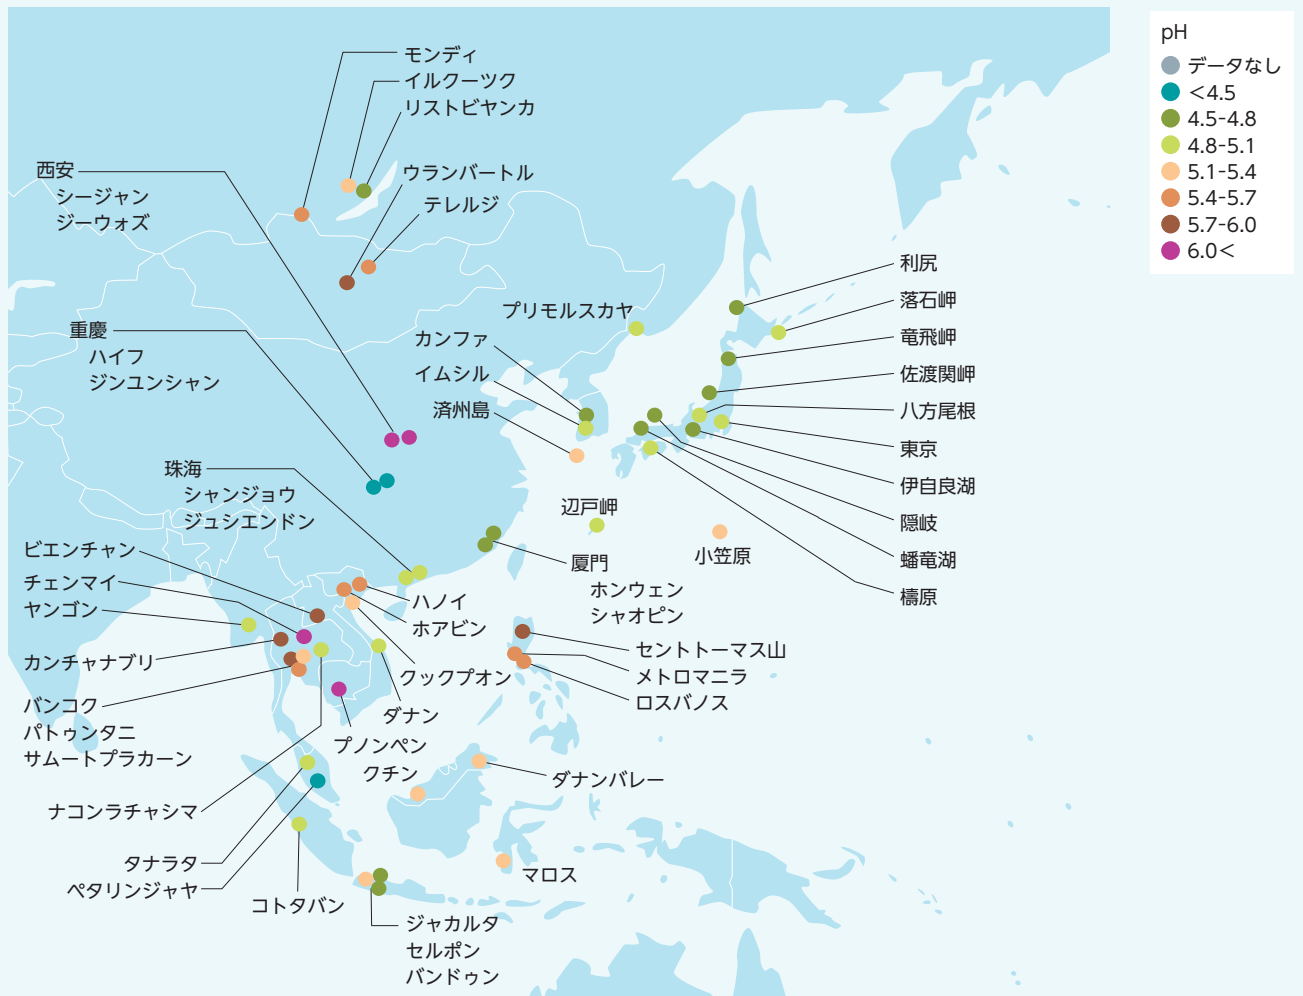 pH
データなし
＜4.5
4.5-4.8
4.8-5.1
5.1-5.4
5.4-5.7
5.7-6.0
6.0＜
モンディ
イルクーツク
リストビヤンカ
西安
シージャン
ジーウォズ
ウランバートル
テレルジ
プリモルスカヤ
カンファ
イムシル
済州島
重慶
ハイフ
ジンユンシャン
利尻
落石岬
竜飛岬
佐渡関岬
八方尾根
東京
伊自良湖
隠岐
蟠竜湖
檮原
珠海
シャンジョウ
ジュシエンドン
辺戸岬
小笠原
厦門
ホンウェン
シャオピン
ビエンチャン
チェンマイ
ヤンゴン
カンチャナブリ
バンコク
パトゥンタニ
サムートプラカーン
ハノイ
ホアビン
クックプオン
ダナン
プノンペン
クチン
セントトーマス山
メトロマニラ
ロスバノス
ダナンバレー
ナコンラチャシマ
タナラタ
ペタリンジャヤ
コトタバン
マロス
ジャカルタ
セルポン
バンドゥン